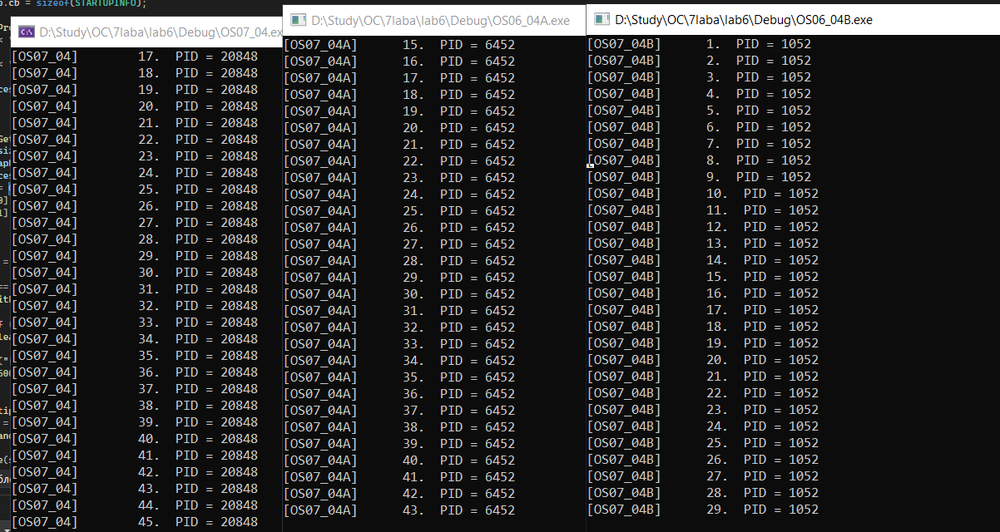 p.cb = sizeof(STARTUPINFO);
D:\Study\OC\7laba\lab6\Debug\OS07_04.ex
[OS07_04] 17. PID = 20848
[OS07_04] 18. PID = 20848
[OS07_04] 19. PID = 20848
[OS07_04] 20. PID = 20848
[OS07_04] 21. PID = 20848
[OS07_04] 22. PID = 20848
[OS07_04] 23. PID = 20848
[OS07_04] 24. PID = 20848
[OS07_04] 25. PID = 20848
[OS07_04] 26. PID = 20848
[OS07_04] 27. PID = 20848
[OS07_04] 28. PID = 20848
[OS07_04] 29. PID = 20848
[OS07_04] 30. PID = 20848
[OS07_04] 31. PID = 20848
[OS07_04] 32. PID = 20848
[OS07_04] 33. PID = 20848
[OS07_04] 34. PID = 20848
[OS07_04] 35. PID = 20848
[OS07_04] 36. PID = 20848
[OS07_04] 37. PID = 20848
[OS07_04] 38. PID = 20848
[OS07_04] 39. PID = 20848
[OS07_04] 40. PID = 20848
[OS07_04] 41. PID = 20848
[OS07_04] 42. PID = 20848
[OS07_04] 43. PID = 20848
[OS07_04] 44. PID = 20848
[OS07_04] 45. PID = 20848
D:\Study\OC\7laba\lab6\Debug\OS06_04A.exe
[OS07_04A] 15. PID = 6452
[OS07_04A] 16. PID = 6452
[OS07_04A] 17. PID = 6452
[OS07_04A] 18. PID = 6452
[OS07_04A] 19. PID = 6452
[OS07_04A] 20. PID = 6452
[OS07_04A] 21. PID = 6452
[OS07_04A] 22. PID = 6452
[OS07_04A] 23. PID = 6452
[OS07_04A] 24. PID = 6452
[OS07_04A] 25. PID = 6452
[OS07_04A] 26. PID = 6452
[OS07_04A] 27. PID = 6452
[OS07_04A] 28. PID = 6452
[OS07_04A] 29. PID = 6452
[OS07_04A] 30. PID = 6452
[OS07_04A] 31. PID = 6452
[OS07_04A] 32. PID = 6452
[OS07_04A] 33. PID = 6452
[OS07_04A] 34. PID = 6452
[OS07_04A] 35. PID = 6452
[OS07_04A] 36. PID = 6452
[OS07_04A] 37. PID = 6452
[OS07_04A] 38. PID = 6452
[OS07_04A] 39. PID = 6452
[OS07_04A] 40. PID = 6452
[OS07_04A] 41. PID = 6452
[OS07_04A] 42. PID = 6452
[OS07_04A] 43. PID = 6452
D:\Study\OC\7laba\lab6\Debug\OS06_04B.exe
[OS07_04B] 1. PID = 1052
[OS07_04B] 2. PID = 1052
[OS07_04B] 3. PID = 1052
[OS07_04B] 4. PID = 1052
[OS07_04B] 5. PID = 1052
[OS07_04B] 6. PID = 1052
[OS07_04B] 7. PID = 1052
[OS07_04B] 8. PID = 1052
[OS07_04B] 9. PID = 1052
[OS07_04B] 10. PID = 1052
[OS07_04B] 11. PID = 1052
[OS07_04B] 12. PID = 1052
[OS07_04B] 13. PID = 1052
[OS07_04B] 14. PID = 1052
[OS07_04B] 15. PID = 1052
[OS07_04B] 16. PID = 1052
[OS07_04B] 17. PID = 1052
[OS07_04B] 18. PID = 1052
[OS07_04B] 19. PID = 1052
[OS07_04B] 20. PID = 1052
[OS07_04B] 21. PID = 1052
[OS07_04B] 22. PID = 1052
[OS07_04B] 23. PID = 1052
[OS07_04B] 24. PID = 1052
[OS07_04B] 25. PID = 1052
[OS07_04B] 26. PID = 1052
[OS07_04B] 27. PID = 1052
[OS07_04B] 28. PID = 1052
[OS07_04B] 29. PID = 1052